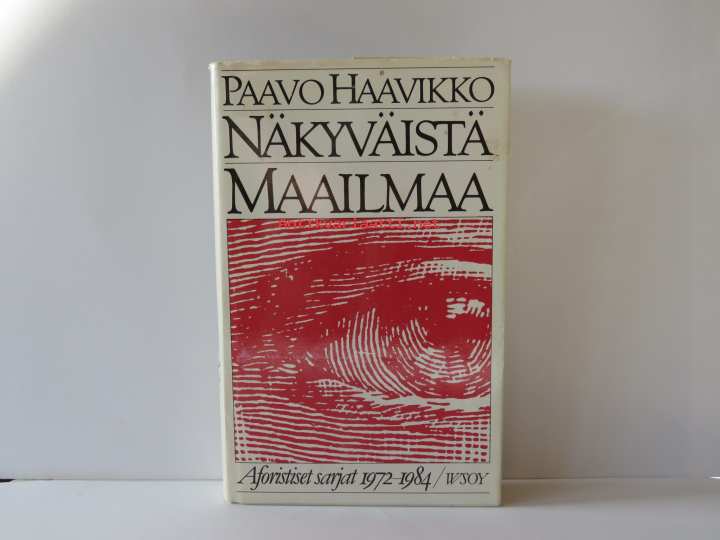 PAAVO HAAVIKKO
NÄKYVÄISTÄ
MAAILMAA
Aforistiset sarjat 1972–1984 / WSOY